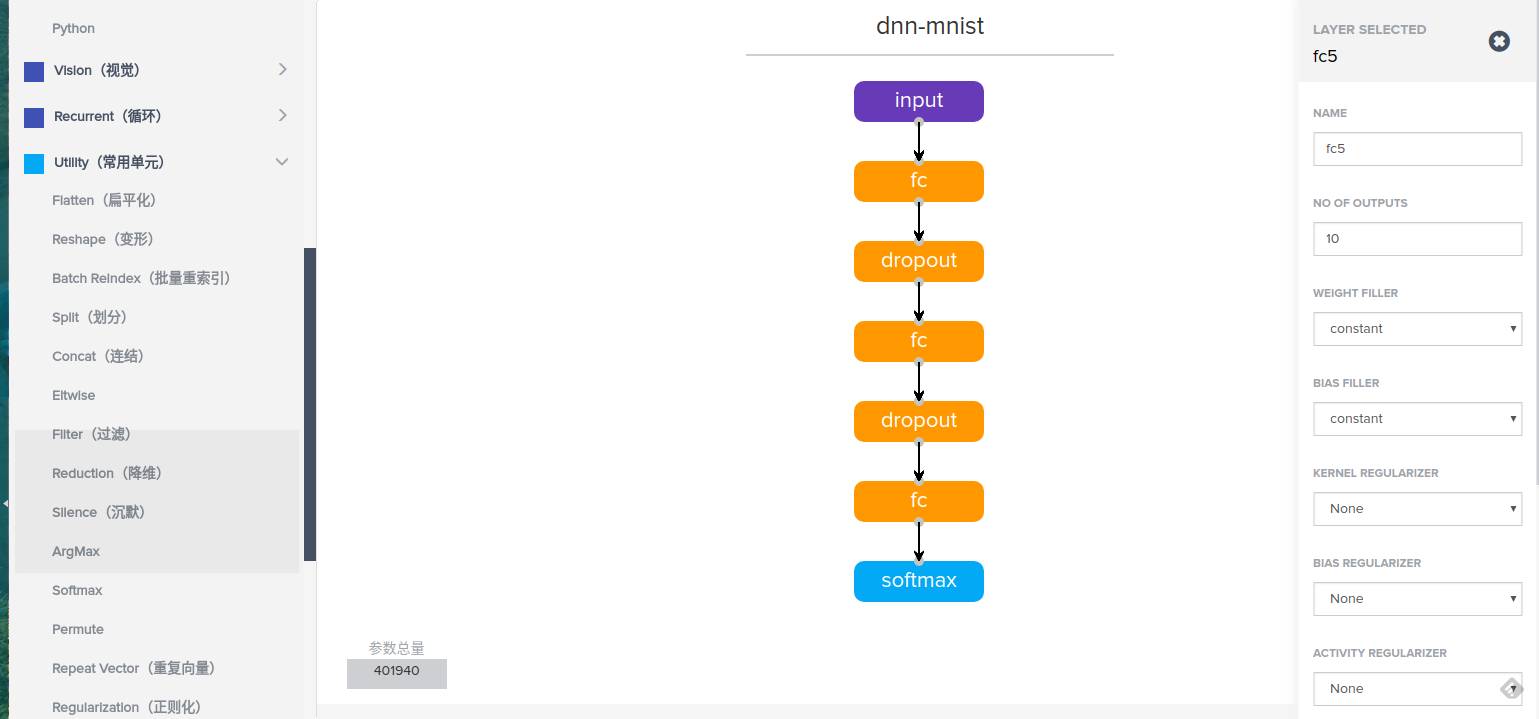 Python
Vision（视觉）
Recurrent（循环）
Utility（常用单元）
Flatten（扁平化）
Reshape（变形）
Batch Reindex（批量重索引）
Split（划分）
Concat（连结）
Eltwise
Filter（过滤）
Reduction（降维）
Silence（沉默）
ArgMax
Softmax
Permute
Repeat Vector（重复向量）
Regularization（正则化）
dnn-mnist
input
fc
dropout
fc
dropout
fc
softmax
参数总量
401940
LAYER SELECTED
fc5
NAME
fc5
NO OF OUTPUTS
10
WEIGHT FILLER
constant
BIAS FILLER
constant
KERNEL REGULARIZER
None
BIAS REGULARIZER
None
ACTIVITY REGULARIZER
None